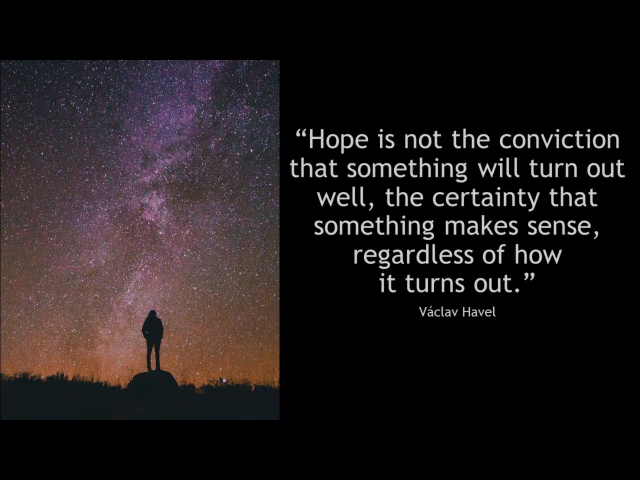 “Hope is not the conviction
that something will turn out
well, the certainty that
something makes sense,
regardless of how
it turns out.”
Václav Havel